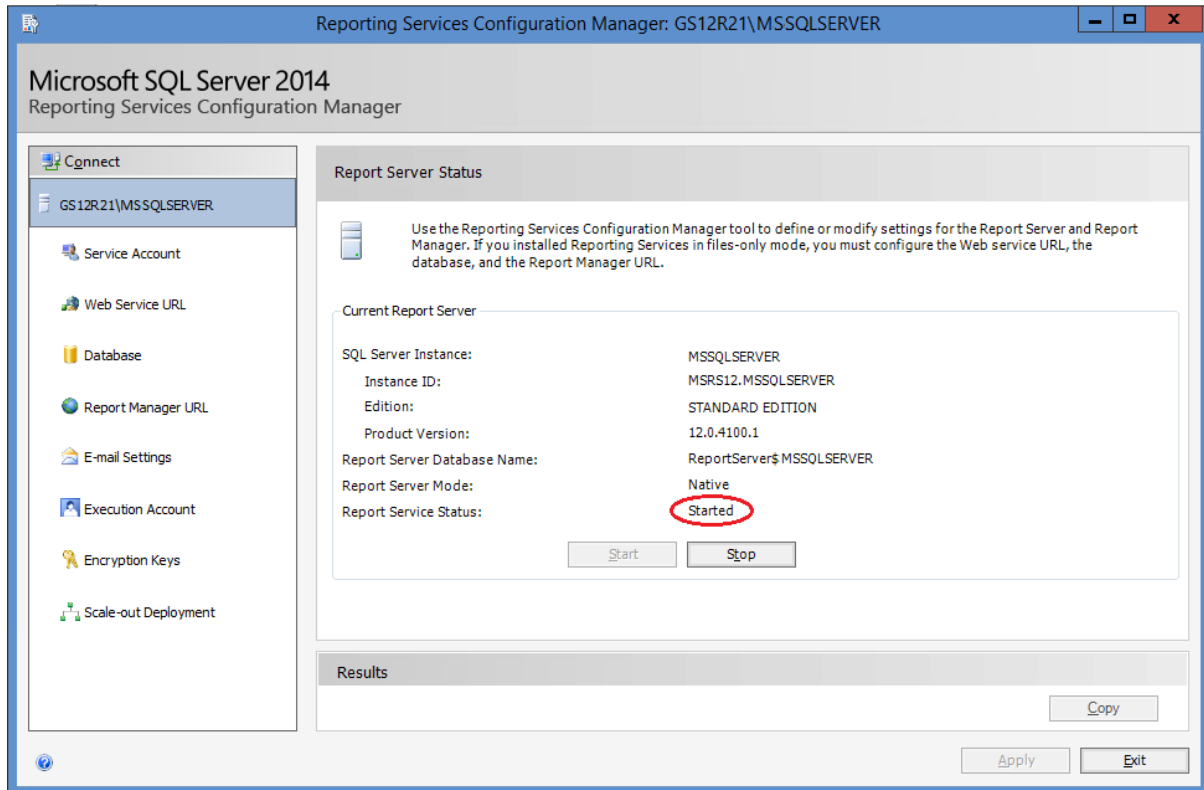 Reporting Services Configuration Manager: GS12R21\MSSQLSERVER
Microsoft SQL Server 2014
Reporting Services Configuration Manager
Connect
GS12R21\MSSQLSERVER
Service Account
Web Service URL
Database
Report Manager URL
E-mail Settings
Execution Account
Encryption Keys
Scale-out Deployment
Report Server Status
Use the Reporting Services Configuration Manager tool to define or modify settings for the Report Server and Report
Manager. If you installed Reporting Services in files-only mode, you must configure the Web service URL, the
database, and the Report Manager URL.
Current Report Server
SQL Server Instance: MSSQLSERVER
Instance ID: MSRS12.MSSQLSERVER
Edition: STANDARD EDITION
Product Version: 12.0.4100.1
Report Server Database Name: ReportServer$MSSQLSERVER
Report Server Mode: Native
Report Service Status: Started
Start Stop
Results
Copy
Apply Exit